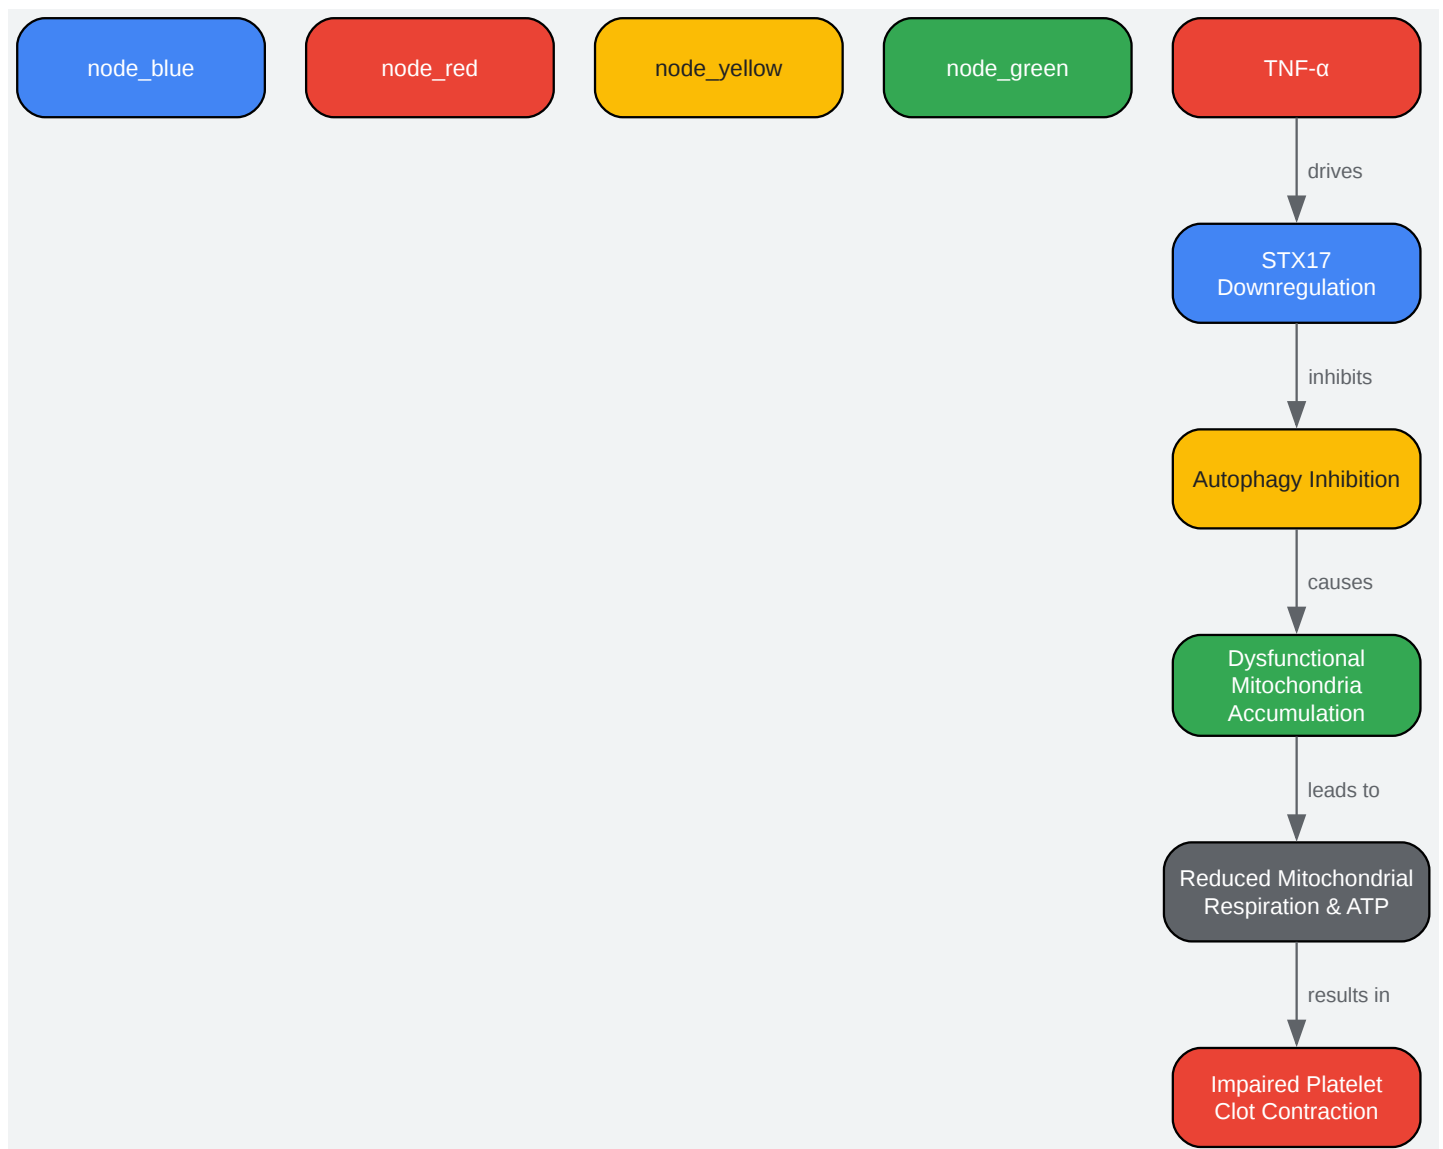 node_blue
node_red
node_yellow
node_green
TNF-α
drives
STX17
Downregulation
inhibits
Autophagy Inhibition
causes
Dysfunctional
Mitochondria
Accumulation
leads to
Reduced Mitochondrial
Respiration & ATP
results in
Impaired Platelet
Clot Contraction